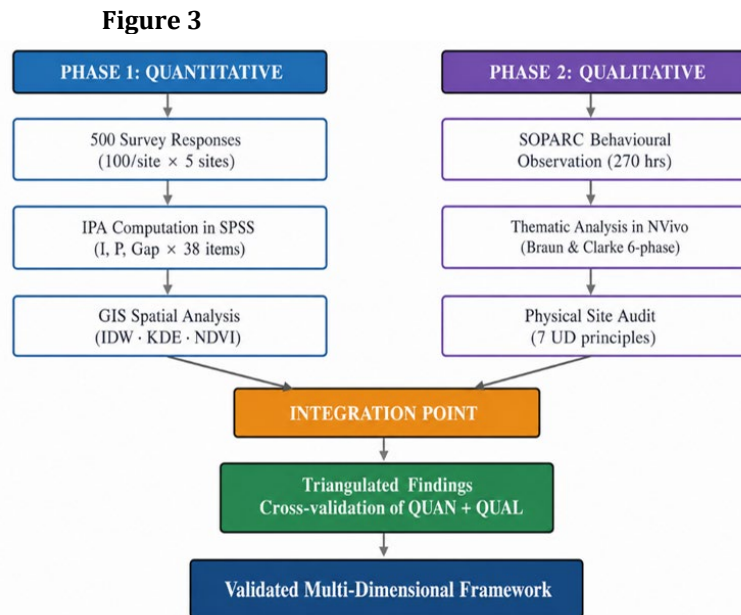 Figure 3
PHASE 1: QUANTITATIVE
500 Survey Responses
(100/site × 5 sites)
IPA Computation in SPSS
(I, P, Gap × 38 items)
GIS Spatial Analysis
(IDW · KDE · NDVI)
PHASE 2: QUALITATIVE
SOPARC Behavioural
Observation (270 hrs)
Thematic Analysis in NVivo
(Braun & Clarke 6-phase)
Physical Site Audit
(7 UD principles)
INTEGRATION POINT
Triangulated Findings
Cross-validation of QUAN + QUAL
Validated Multi-Dimensional Framework